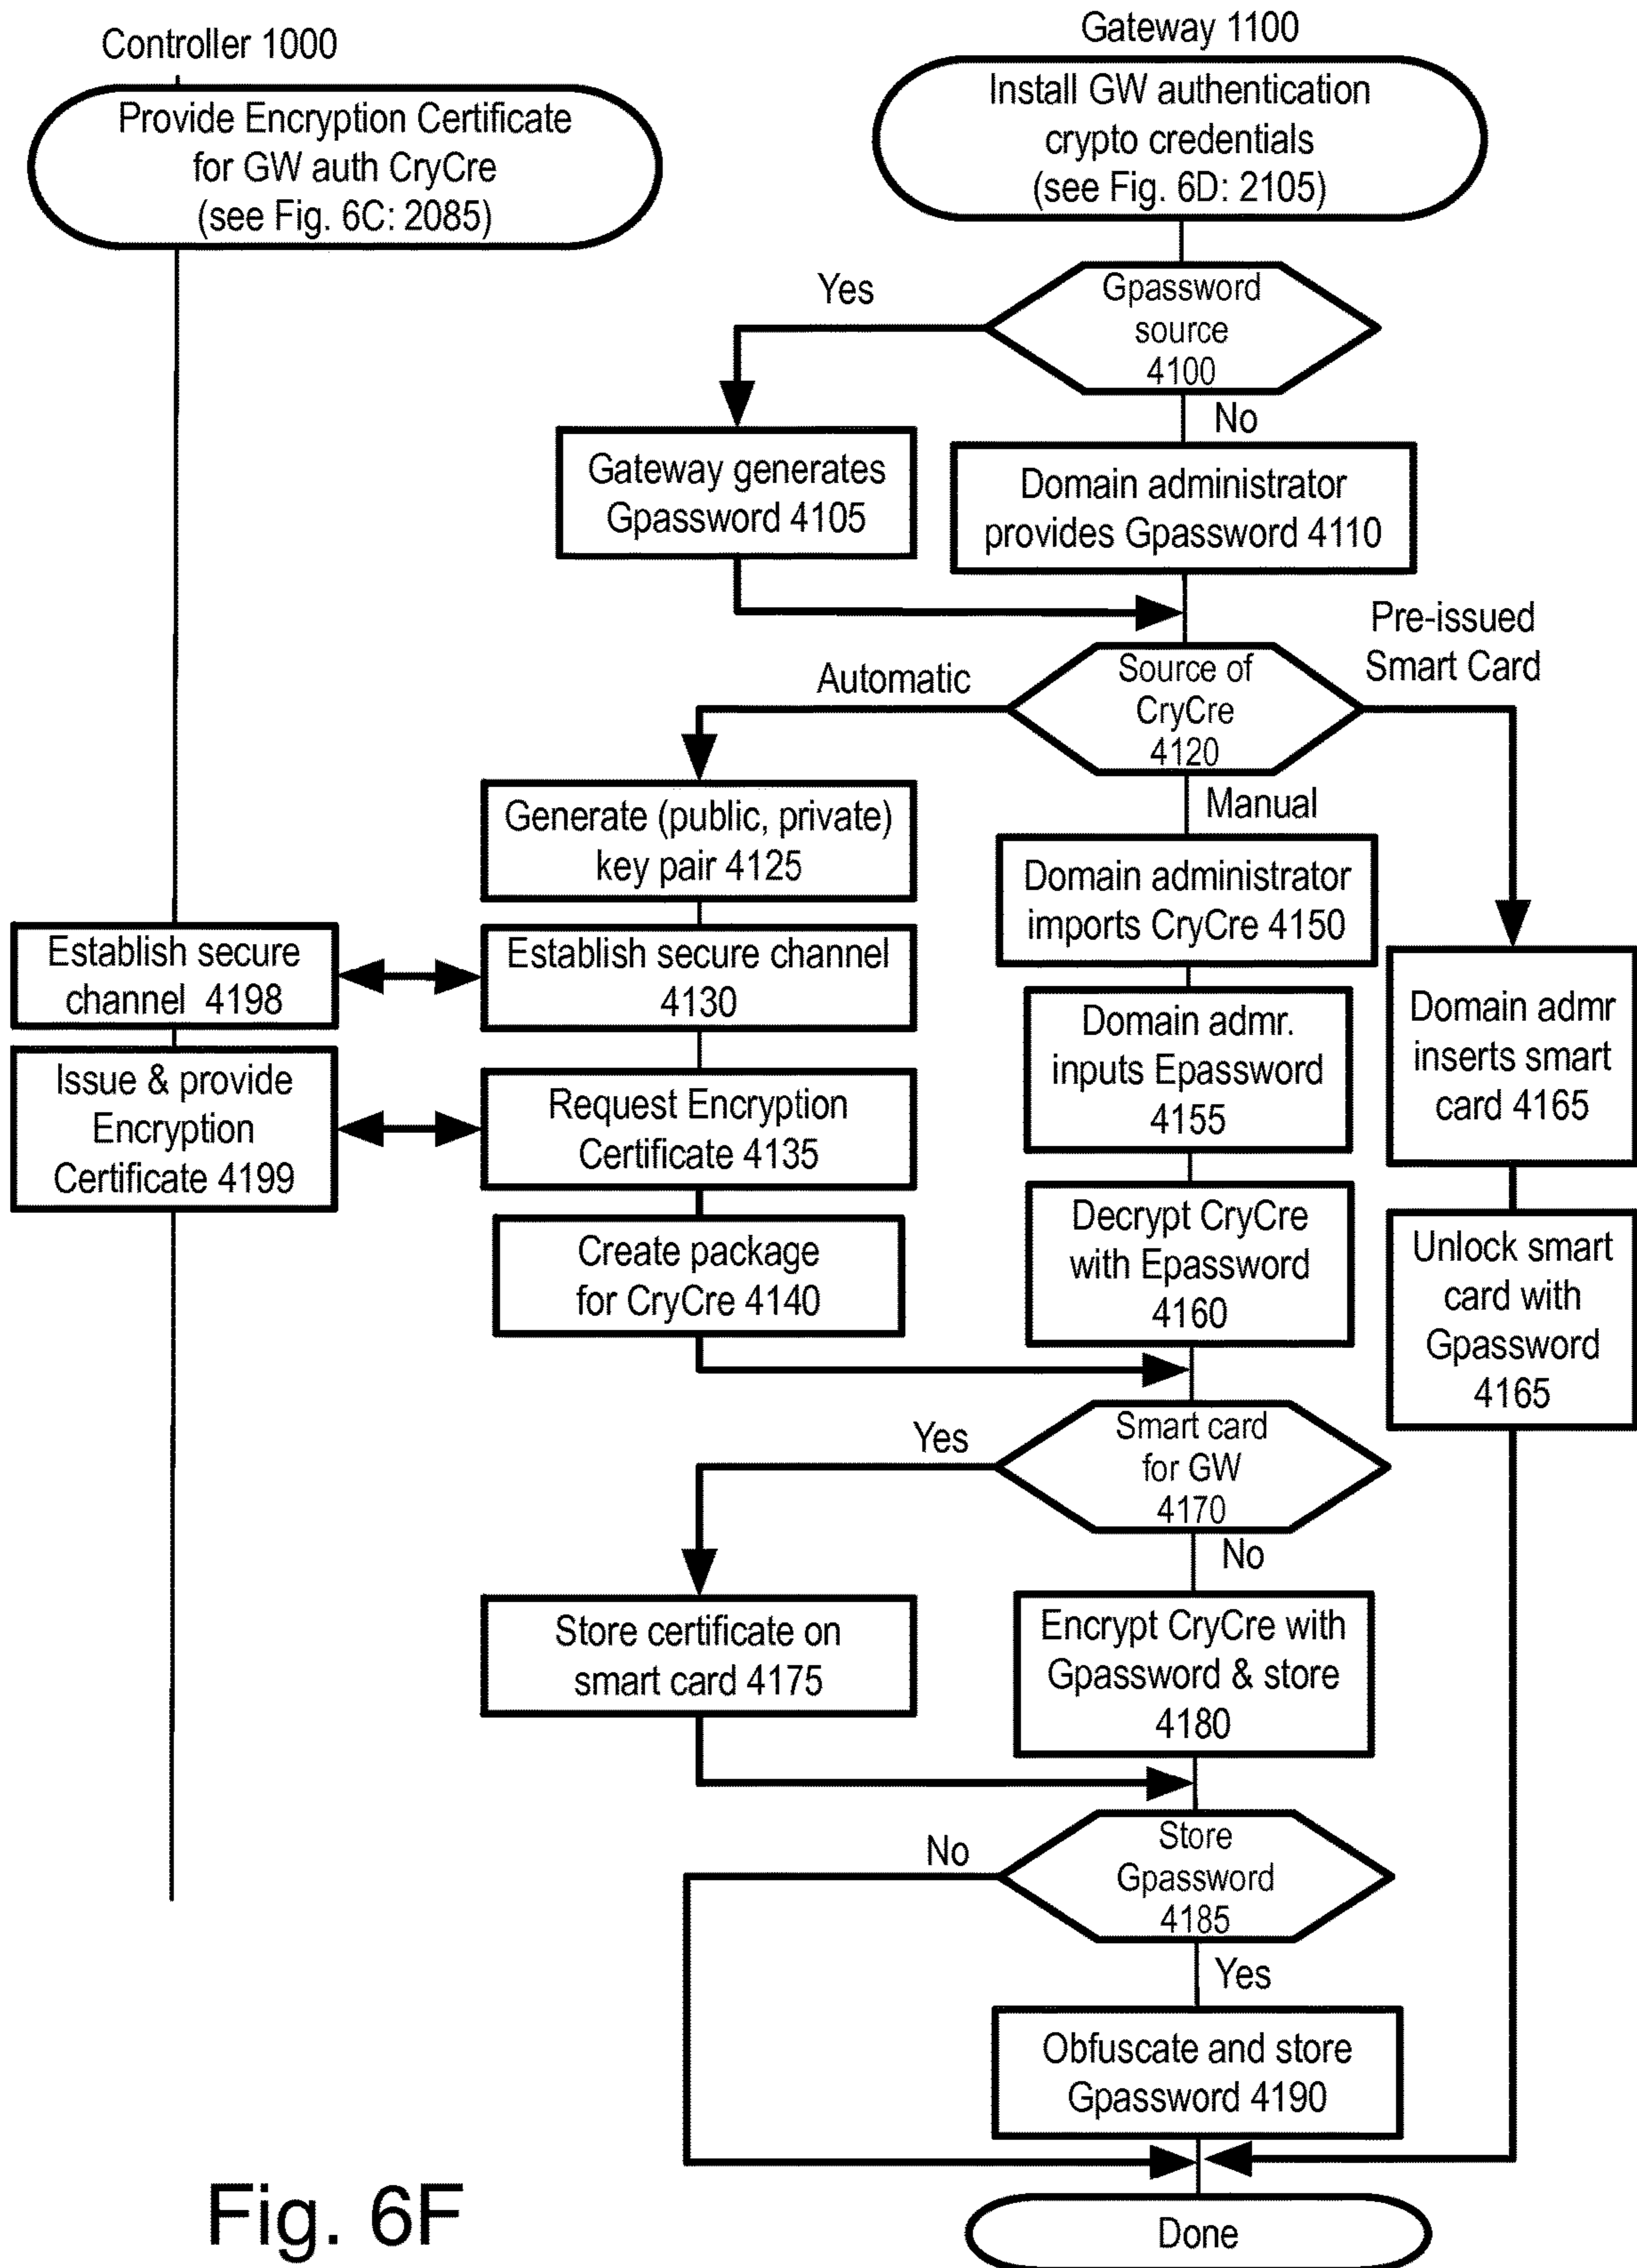 Controller 1000
Provide Encryption Certificate
for GW auth CryCre
(see Fig. 6C: 2085)
Gateway 1100
Install GW authentication
crypto credentials
(see Fig. 6D: 2105)
Yes
Gpassword
source
4100
No
Gateway generates
Gpassword 4105
Domain administrator
provides Gpassword 4110
Automatic
Source of
CryCre
4120
Pre-issued
Smart Card
Manual
Generate (public, private)
key pair 4125
Domain administrator
imports CryCre 4150
Establish secure
channel 4198
Establish secure channel
4130
Domain admr.
inputs Epassword
4155
Domain admr
inserts smart
card 4165
Issue & provide
Encryption
Certificate 4199
Request Encryption
Certificate 4135
Decrypt CryCre
with Epassword
4160
Unlock smart
card with
Gpassword
4165
Create package
for CryCre 4140
Yes
Smart card
for GW
4170
No
Store certificate on
smart card 4175
Encrypt CryCre with
Gpassword & store
4180
No
Store
Gpassword
4185
Yes
Obfuscate and store
Gpassword 4190
Done
Fig. 6F